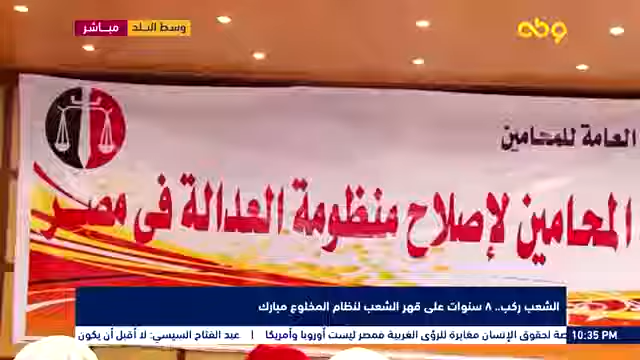 وسط البلد مباشر
وطن
العامة للمحامين
المحامين لإصلاح منظومة العدالة فى مصر
الشعب ركب.. ٨ سنوات على قهر الشعب لنظام المخلوع مبارك
لحقوق الإنسان مغايرة للرؤى الغربية فمصر ليست أوروبا وأمريكا | عبد الفتاح السيسي: لا أقبل أن يكون
10:35 PM